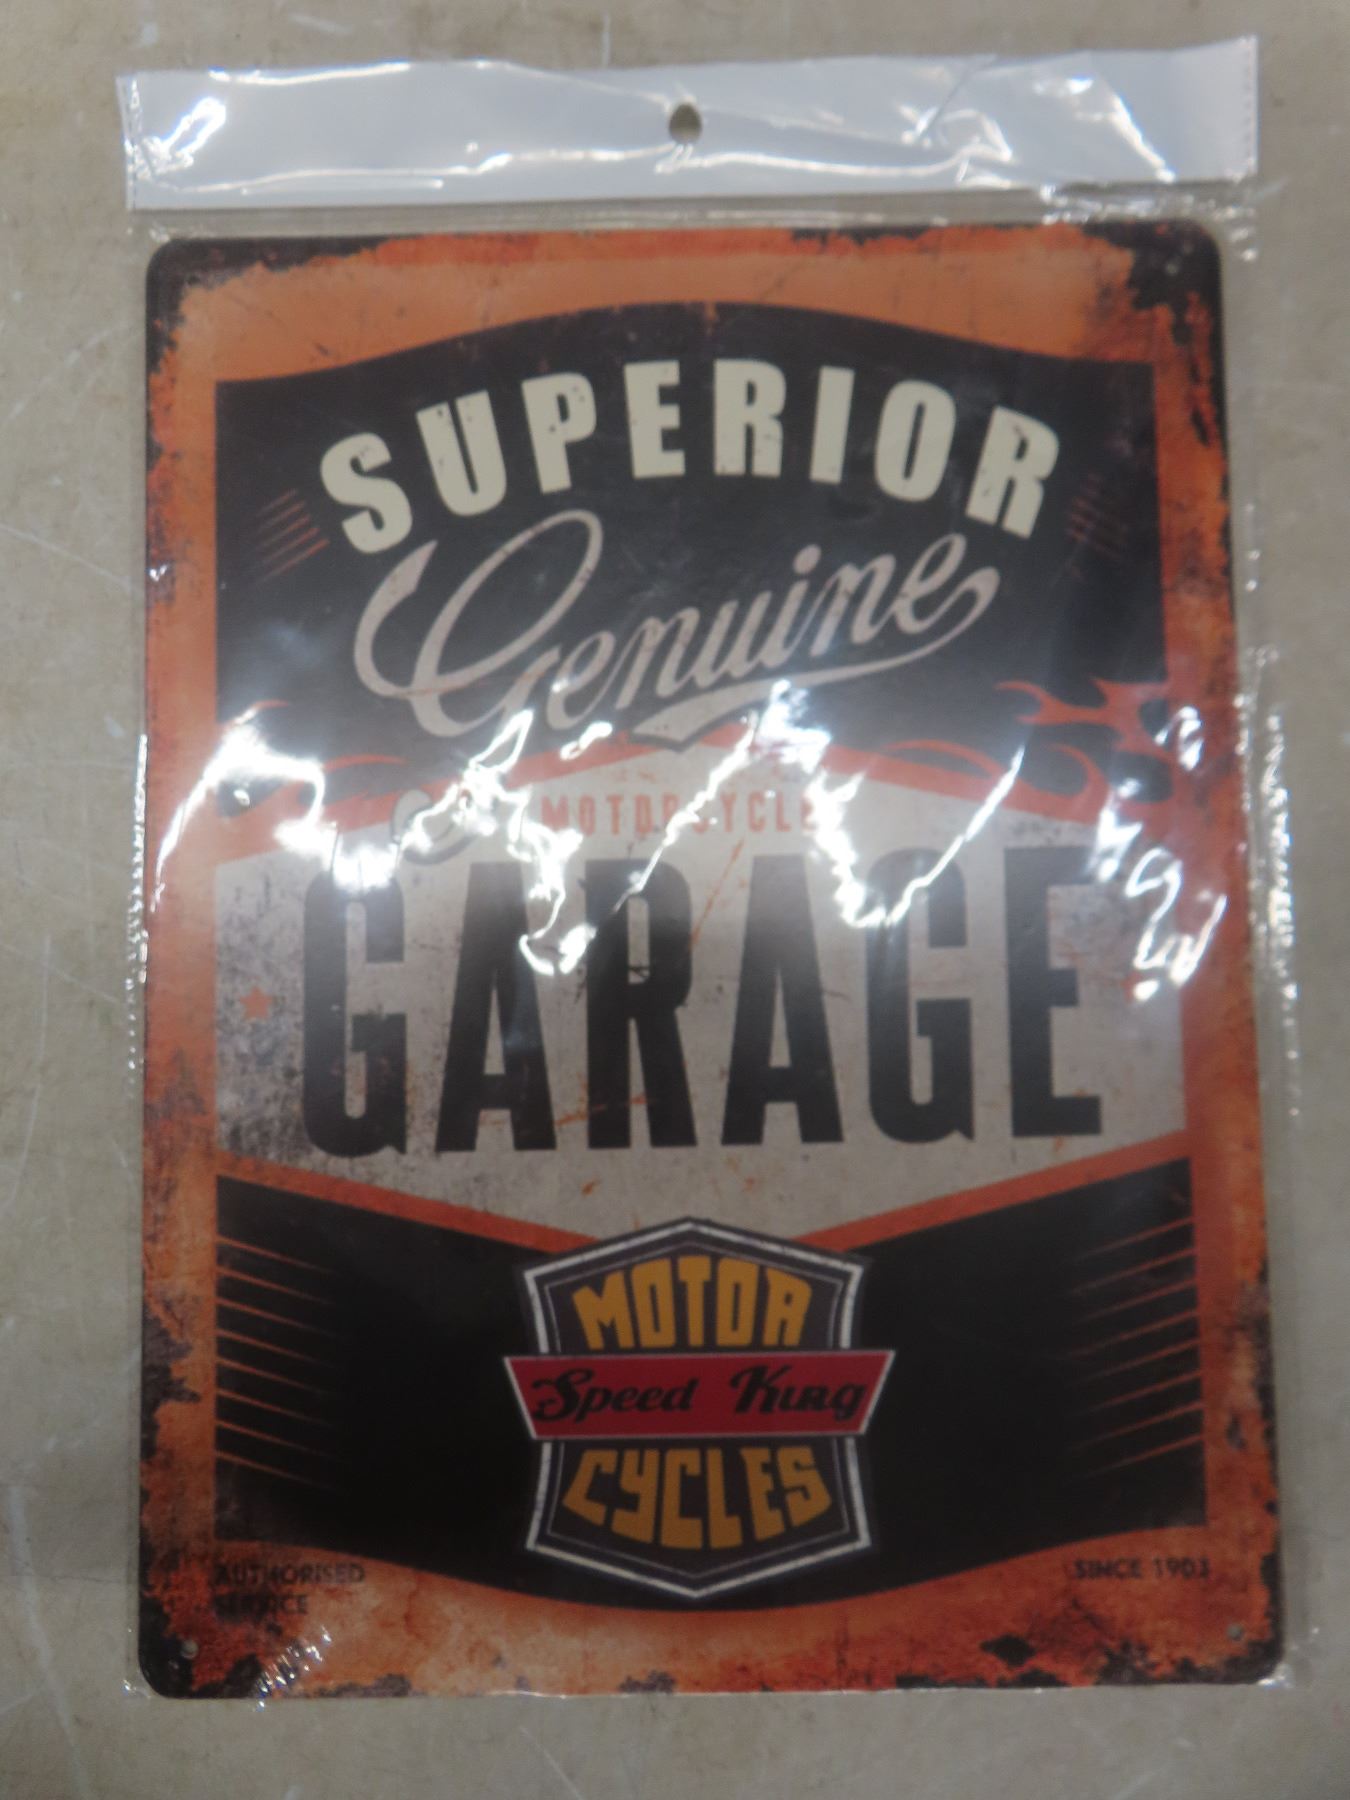 SUPERIOR
Genuine
MOTORCYCLE
GARAGE
MOTOR
Speed King
CYCLES
AUTHORISED
SERVICE
SINCE 1903